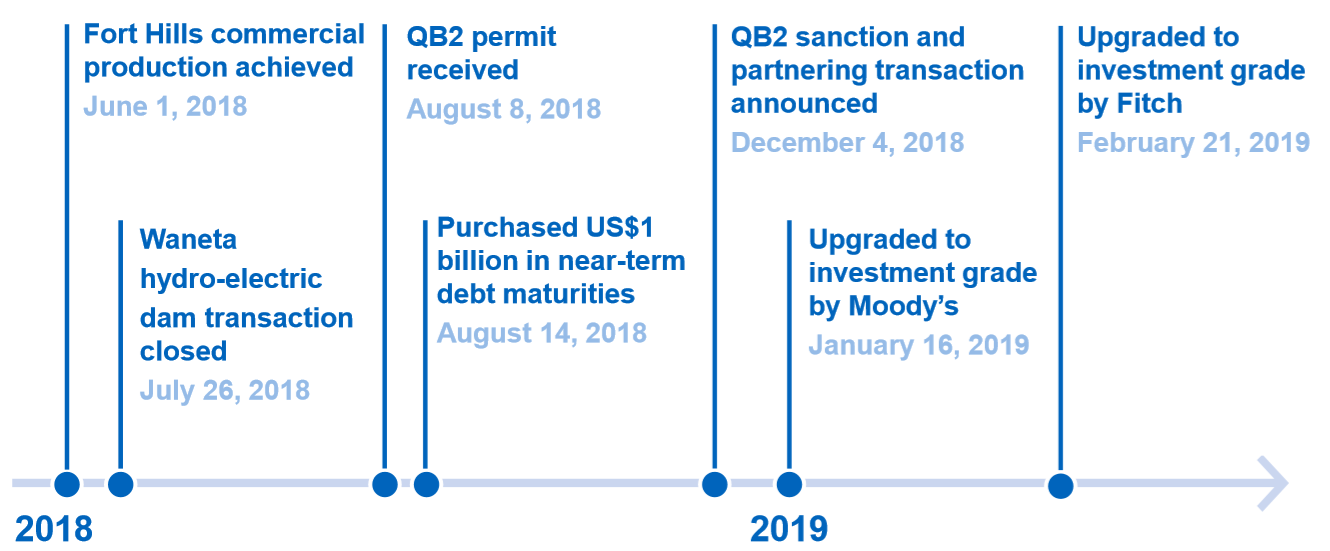 Fort Hills commercial
production achieved
June 1, 2018
QB2 permit
received
August 8, 2018
QB2 sanction and
partnering transaction
announced
December 4, 2018
Upgraded to
investment grade
by Fitch
February 21, 2019
Waneta
hydro-electric
dam transaction
closed
July 26, 2018
Purchased US$1
billion in near-term
debt maturities
August 14, 2018
Upgraded to
investment grade
by Moody’s
January 16, 2019
2018
2019